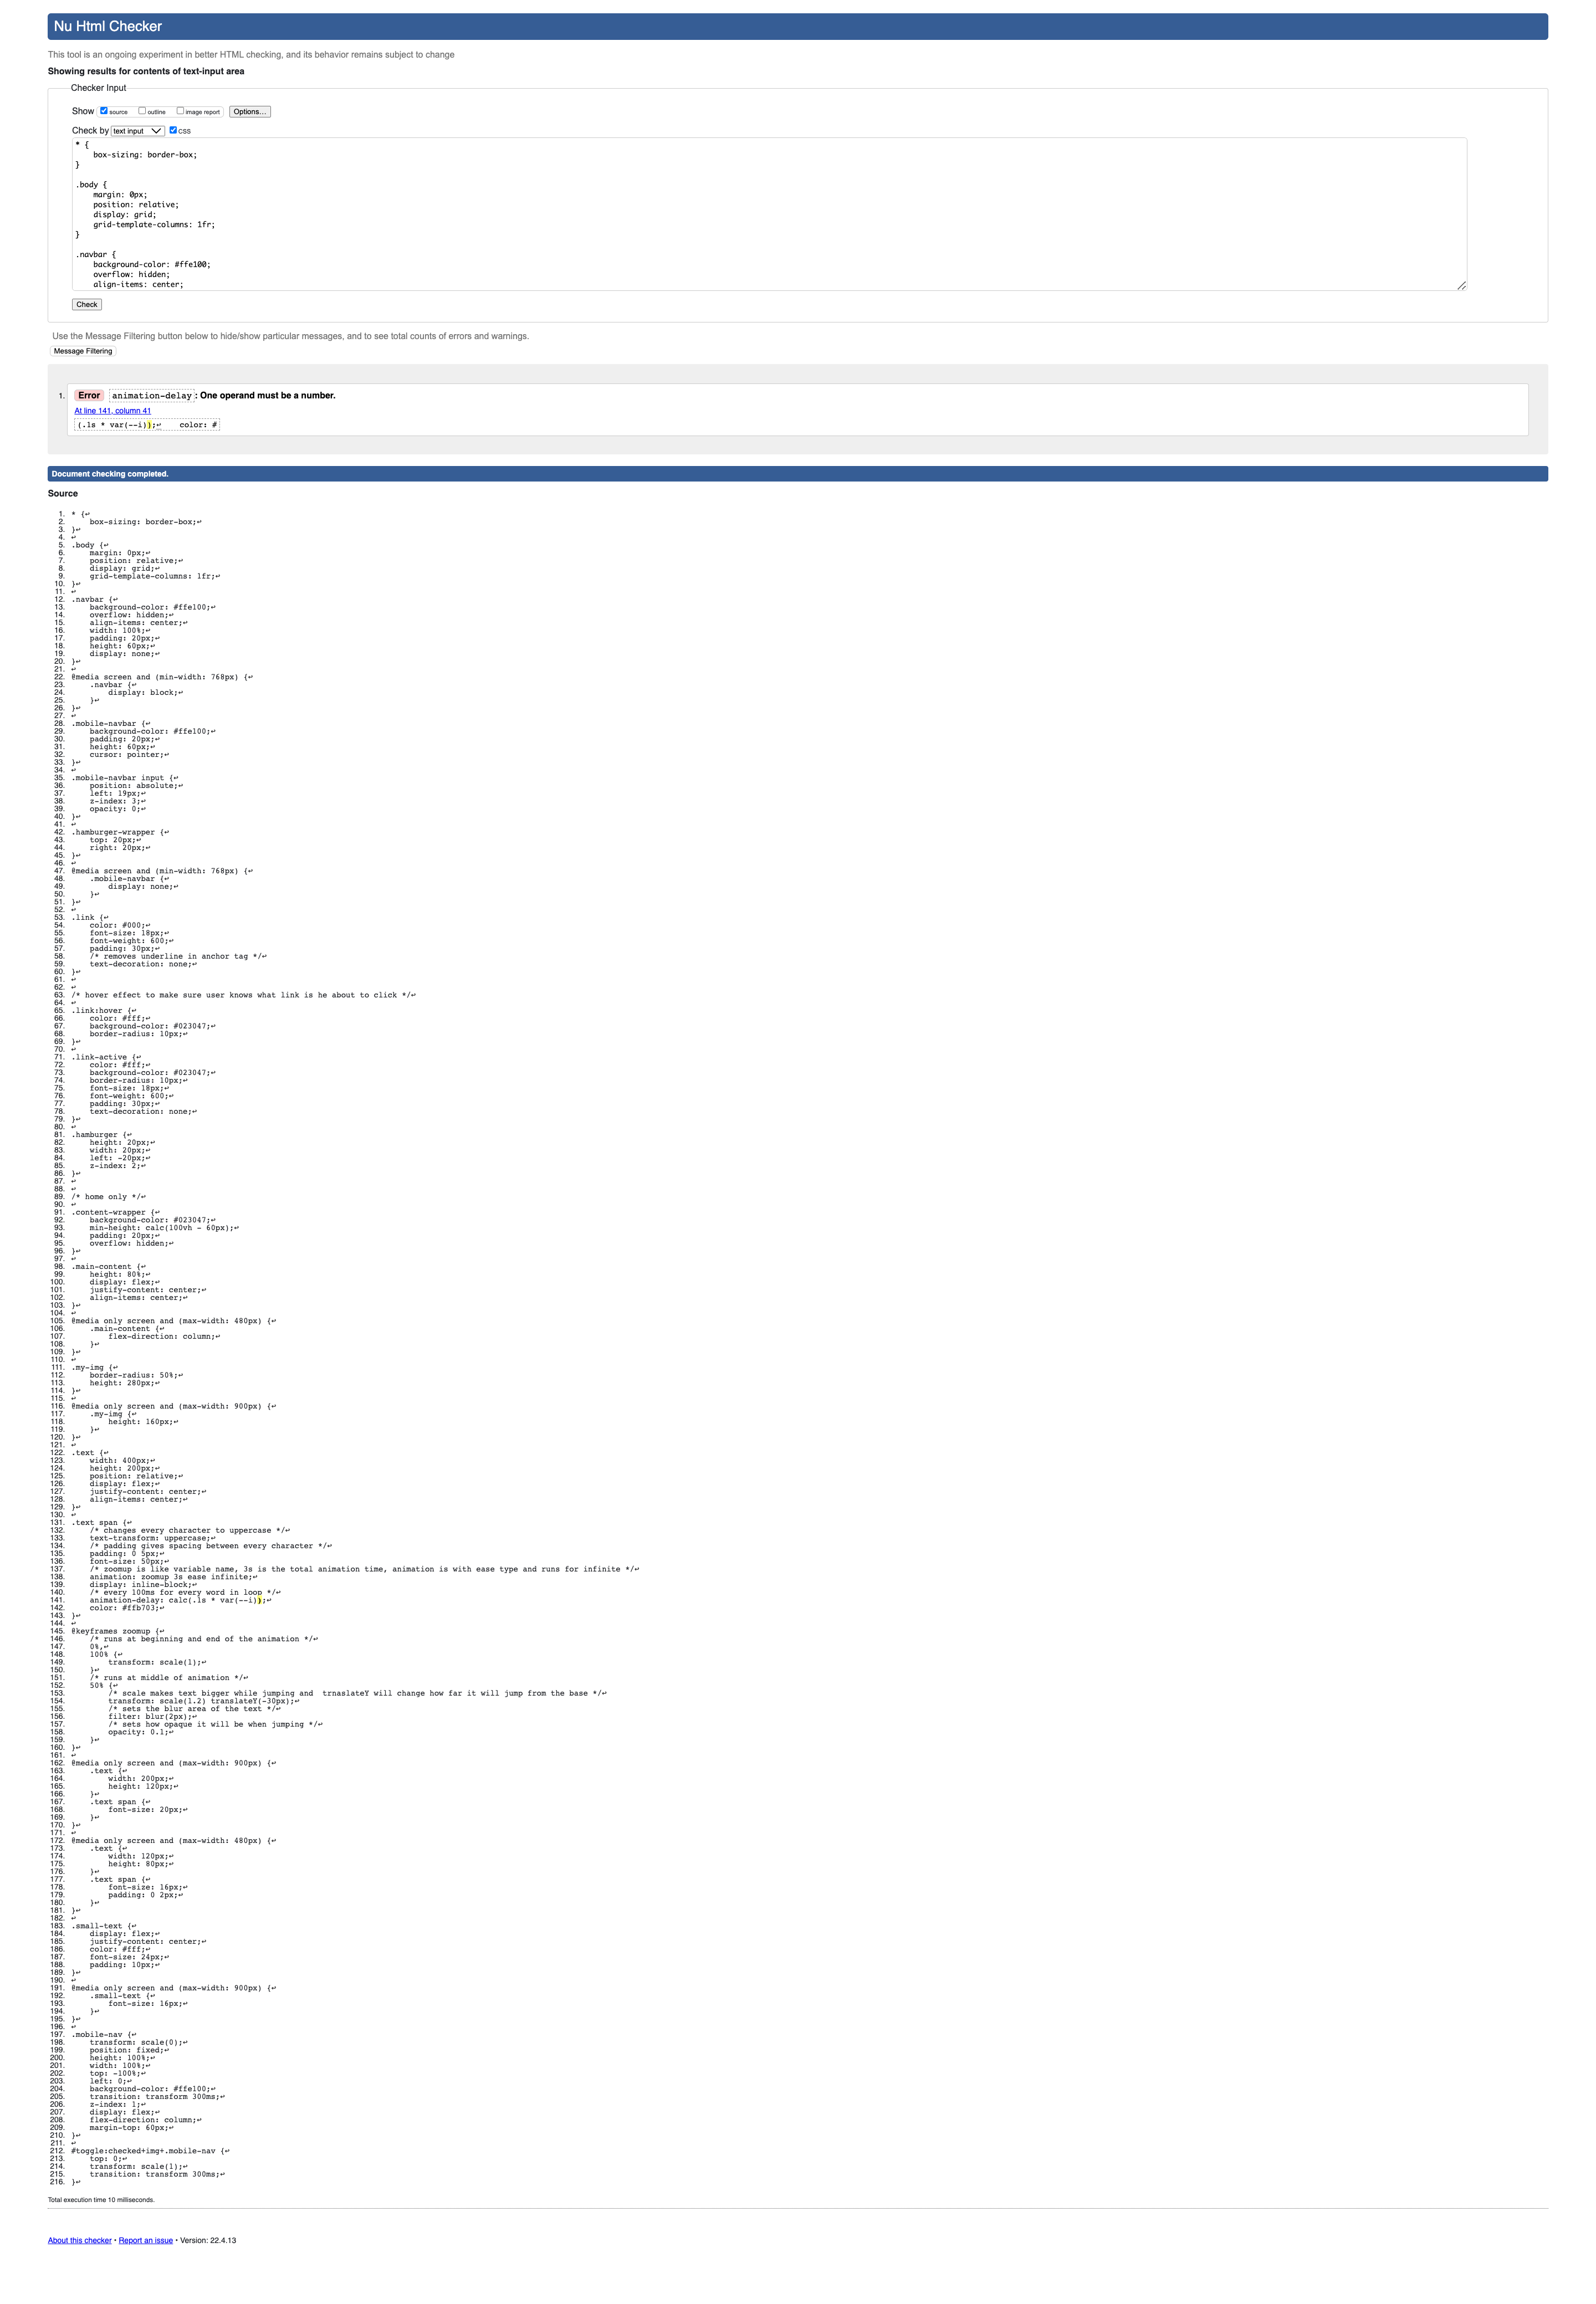 Nu Html Checker
This tool is an ongoing experiment in better HTML checking, and its behavior remains subject to change
Showing results for contents of text-input area
Checker Input
Show source outline image report Options...
Check by text input css
* {
    box-sizing: border-box;
}

.body {
    margin: 0px;
    position: relative;
    display: grid;
    grid-template-columns: 1fr;
}

.navbar {
    background-color: #ffe100;
    overflow: hidden;
    align-items: center;
Check
Use the Message Filtering button below to hide/show particular messages, and to see total counts of errors and warnings.
Message Filtering
1. Error animation-delay: One operand must be a number.
At line 141, column 41
(.1s * var(--i));↩    color: #
Document checking completed.
Source
1. * {↩
2.     box-sizing: border-box;↩
3. }↩
4. ↩
5. .body {↩
6.     margin: 0px;↩
7.     position: relative;↩
8.     display: grid;↩
9.     grid-template-columns: 1fr;↩
10. }↩
11. ↩
12. .navbar {↩
13.     background-color: #ffe100;↩
14.     overflow: hidden;↩
15.     align-items: center;↩
16.     width: 100%;↩
17.     padding: 20px;↩
18.     height: 60px;↩
19.     display: none;↩
20. }↩
21. ↩
22. @media screen and (min-width: 768px) {↩
23.     .navbar {↩
24.         display: block;↩
25.     }↩
26. }↩
27. ↩
28. .mobile-navbar {↩
29.     background-color: #ffe100;↩
30.     padding: 20px;↩
31.     height: 60px;↩
32.     cursor: pointer;↩
33. }↩
34. ↩
35. .mobile-navbar input {↩
36.     position: absolute;↩
37.     left: 19px;↩
38.     z-index: 3;↩
39.     opacity: 0;↩
40. }↩
41. ↩
42. .hamburger-wrapper {↩
43.     top: 20px;↩
44.     right: 20px;↩
45. }↩
46. ↩
47. @media screen and (min-width: 768px) {↩
48.     .mobile-navbar {↩
49.         display: none;↩
50.     }↩
51. }↩
52. ↩
53. .link {↩
54.     color: #000;↩
55.     font-size: 18px;↩
56.     font-weight: 600;↩
57.     padding: 30px;↩
58.     /* removes underline in anchor tag */↩
59.     text-decoration: none;↩
60. }↩
61. ↩
62. ↩
63. /* hover effect to make sure user knows what link is he about to click */↩
64. ↩
65. .link:hover {↩
66.     color: #fff;↩
67.     background-color: #023047;↩
68.     border-radius: 10px;↩
69. }↩
70. ↩
71. .link-active {↩
72.     color: #fff;↩
73.     background-color: #023047;↩
74.     border-radius: 10px;↩
75.     font-size: 18px;↩
76.     font-weight: 600;↩
77.     padding: 30px;↩
78.     text-decoration: none;↩
79. }↩
80. ↩
81. .hamburger {↩
82.     height: 20px;↩
83.     width: 20px;↩
84.     left: -20px;↩
85.     z-index: 2;↩
86. }↩
87. ↩
88. ↩
89. /* home only */↩
90. ↩
91. .content-wrapper {↩
92.     background-color: #023047;↩
93.     min-height: calc(100vh - 60px);↩
94.     padding: 20px;↩
95.     overflow: hidden;↩
96. }↩
97. ↩
98. .main-content {↩
99.     height: 80%;↩
100.     display: flex;↩
101.     justify-content: center;↩
102.     align-items: center;↩
103. }↩
104. ↩
105. @media only screen and (max-width: 480px) {↩
106.     .main-content {↩
107.         flex-direction: column;↩
108.     }↩
109. }↩
110. ↩
111. .my-img {↩
112.     border-radius: 50%;↩
113.     height: 280px;↩
114. }↩
115. ↩
116. @media only screen and (max-width: 900px) {↩
117.     .my-img {↩
118.         height: 160px;↩
119.     }↩
120. }↩
121. ↩
122. .text {↩
123.     width: 400px;↩
124.     height: 200px;↩
125.     position: relative;↩
126.     display: flex;↩
127.     justify-content: center;↩
128.     align-items: center;↩
129. }↩
130. ↩
131. .text span {↩
132.     /* changes every character to uppercase */↩
133.     text-transform: uppercase;↩
134.     /* padding gives spacing between every character */↩
135.     padding: 0 5px;↩
136.     font-size: 50px;↩
137.     /* zoomup is like variable name, 3s is the total animation time, animation is with ease type and runs for infinite */↩
138.     animation: zoomup 3s ease infinite;↩
139.     display: inline-block;↩
140.     /* every 100ms for every word in loop */↩
141.     animation-delay: calc(.1s * var(--i));↩
142.     color: #ffb703;↩
143. }↩
144. ↩
145. @keyframes zoomup {↩
146.     /* runs at beginning and end of the animation */↩
147.     0%,↩
148.     100% {↩
149.         transform: scale(1);↩
150.     }↩
151.     /* runs at middle of animation */↩
152.     50% {↩
153.         /* scale makes text bigger while jumping and  trnaslateY will change how far it will jump from the base */↩
154.         transform: scale(1.2) translateY(-30px);↩
155.         /* sets the blur area of the text */↩
156.         filter: blur(2px);↩
157.         /* sets how opaque it will be when jumping */↩
158.         opacity: 0.1;↩
159.     }↩
160. }↩
161. ↩
162. @media only screen and (max-width: 900px) {↩
163.     .text {↩
164.         width: 200px;↩
165.         height: 120px;↩
166.     }↩
167.     .text span {↩
168.         font-size: 20px;↩
169.     }↩
170. }↩
171. ↩
172. @media only screen and (max-width: 480px) {↩
173.     .text {↩
174.         width: 120px;↩
175.         height: 80px;↩
176.     }↩
177.     .text span {↩
178.         font-size: 16px;↩
179.         padding: 0 2px;↩
180.     }↩
181. }↩
182. ↩
183. .small-text {↩
184.     display: flex;↩
185.     justify-content: center;↩
186.     color: #fff;↩
187.     font-size: 24px;↩
188.     padding: 10px;↩
189. }↩
190. ↩
191. @media only screen and (max-width: 900px) {↩
192.     .small-text {↩
193.         font-size: 16px;↩
194.     }↩
195. }↩
196. ↩
197. .mobile-nav {↩
198.     transform: scale(0);↩
199.     position: fixed;↩
200.     height: 100%;↩
201.     width: 100%;↩
202.     top: -100%;↩
203.     left: 0;↩
204.     background-color: #ffe100;↩
205.     transition: transform 300ms;↩
206.     z-index: 1;↩
207.     display: flex;↩
208.     flex-direction: column;↩
209.     margin-top: 60px;↩
210. }↩
211. ↩
212. #toggle:checked+img+.mobile-nav {↩
213.     top: 0;↩
214.     transform: scale(1);↩
215.     transition: transform 300ms;↩
216. }↩
Total execution time 10 milliseconds.
About this checker • Report an issue • Version: 22.4.13